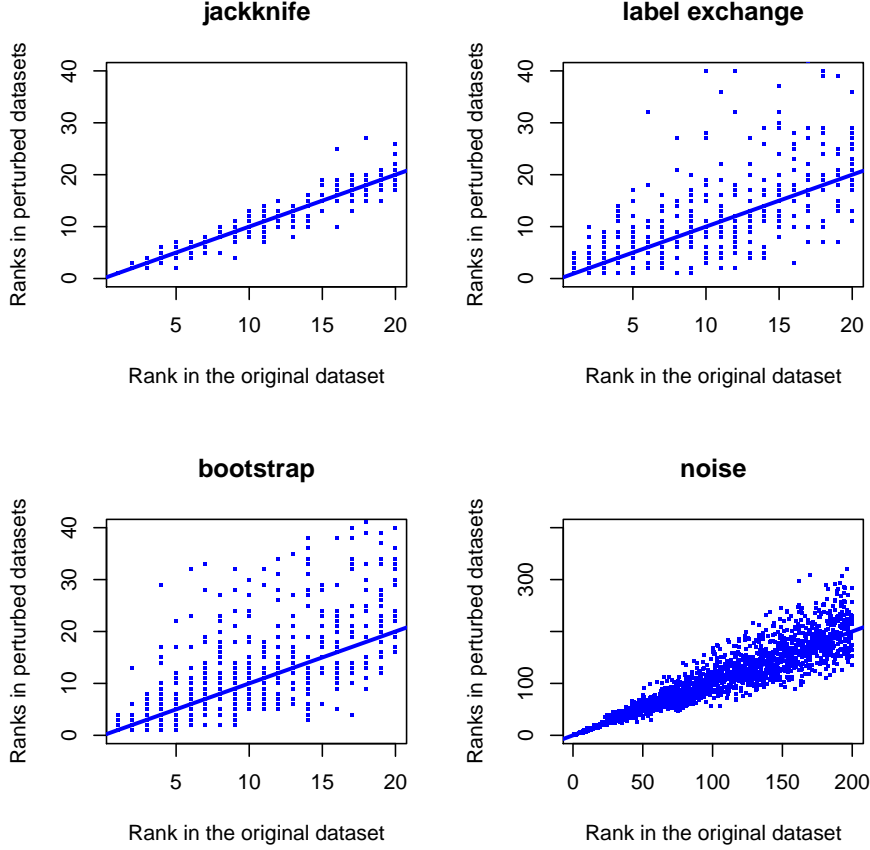 jackknife
Ranks in perturbed datasets
0 10 20 30 40
5 10 15 20
Rank in the original dataset
label exchange
Ranks in perturbed datasets
0 10 20 30 40
5 10 15 20
Rank in the original dataset
bootstrap
Ranks in perturbed datasets
0 10 20 30 40
5 10 15 20
Rank in the original dataset
noise
Ranks in perturbed datasets
0 100 300
0 50 100 150 200
Rank in the original dataset